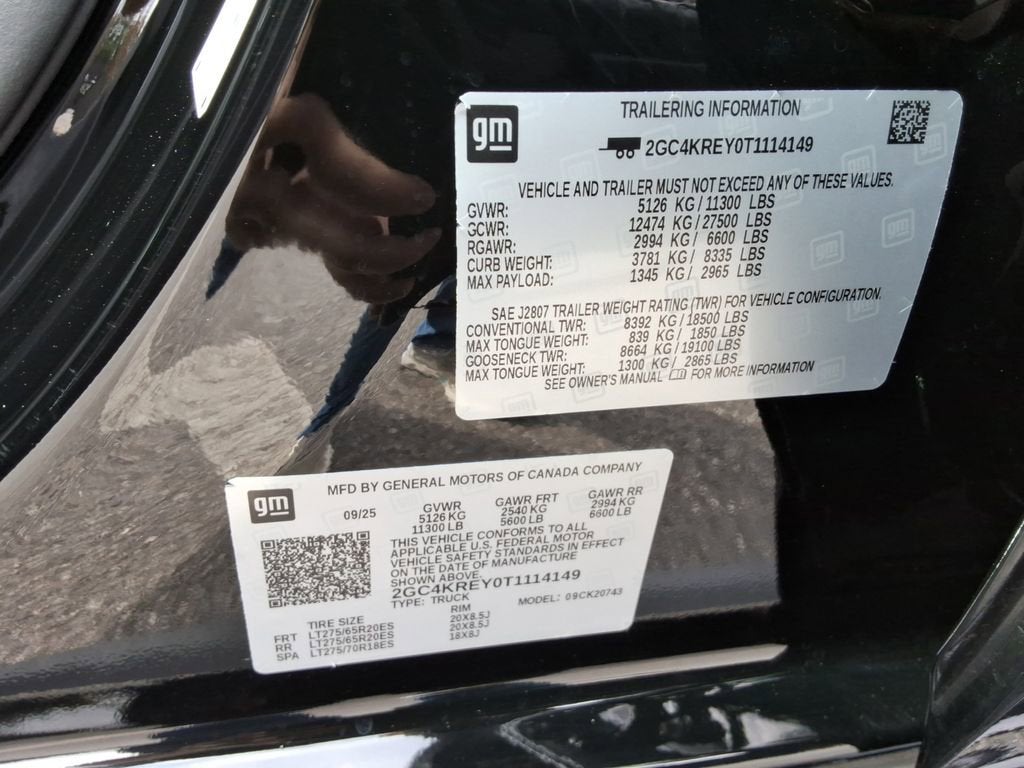 gm
TRAILERING INFORMATION
2GC4KREY0T1114149
VEHICLE AND TRAILER MUST NOT EXCEED ANY OF THESE VALUES.
GVWR: 5126 KG / 11300 LBS
GCWR: 12474 KG / 27500 LBS
RGAWR: 2994 KG / 6600 LBS
CURB WEIGHT: 3781 KG / 8335 LBS
MAX PAYLOAD: 1345 KG / 2965 LBS
SAE J2807 TRAILER WEIGHT RATING (TWR) FOR VEHICLE CONFIGURATION.
CONVENTIONAL TWR: 8392 KG / 18500 LBS
MAX TONGUE WEIGHT: 839 KG / 1850 LBS
GOOSENECK TWR: 8664 KG / 19100 LBS
MAX TONGUE WEIGHT: 1300 KG / 2865 LBS
SEE OWNER'S MANUAL FOR MORE INFORMATION
gm
MFD BY GENERAL MOTORS OF CANADA COMPANY
09/25 GVWR GAWR FRT GAWR RR
5126 KG 2540 KG 2994 KG
11300 LB 5600 LB 6600 LB
THIS VEHICLE CONFORMS TO ALL
APPLICABLE U.S. FEDERAL MOTOR
VEHICLE SAFETY STANDARDS IN EFFECT
ON THE DATE OF MANUFACTURE
SHOWN ABOVE.
2GC4KREY0T1114149
TYPE: TRUCK MODEL: 09CK20743
TIRE SIZE RIM
FRT LT275/65R20ES 20X8.5J
RR LT275/65R20ES 20X8.5J
SPA LT275/70R18ES 18X8J